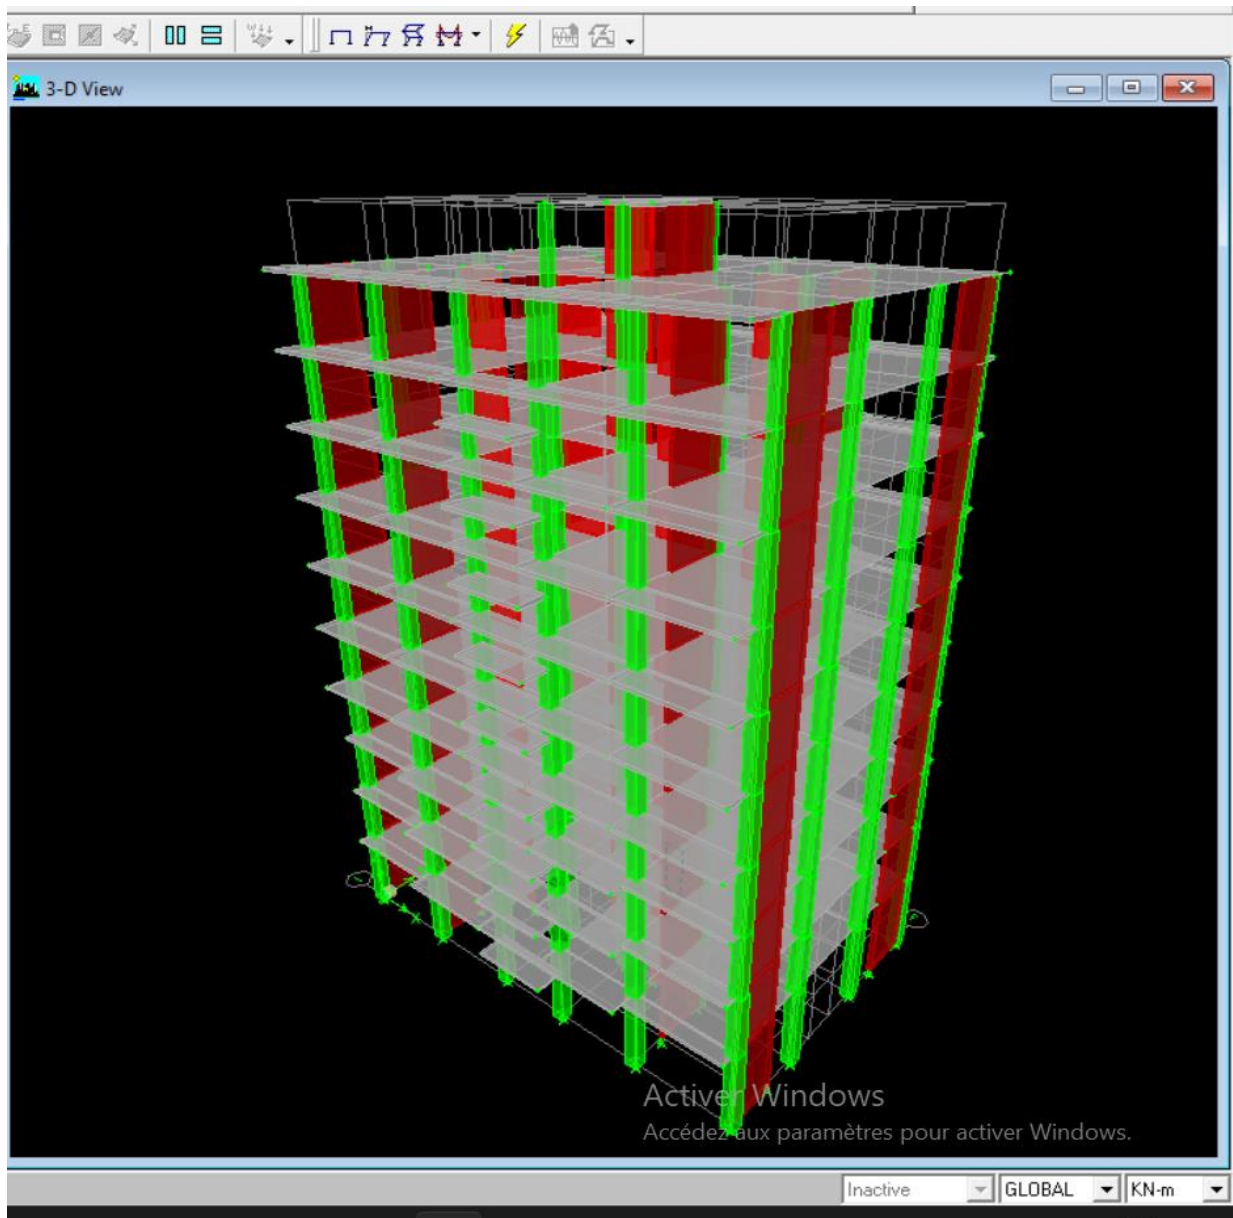 3-D View
Activer Windows
Accédez aux paramètres pour activer Windows.
Inactive
GLOBAL
KN-m